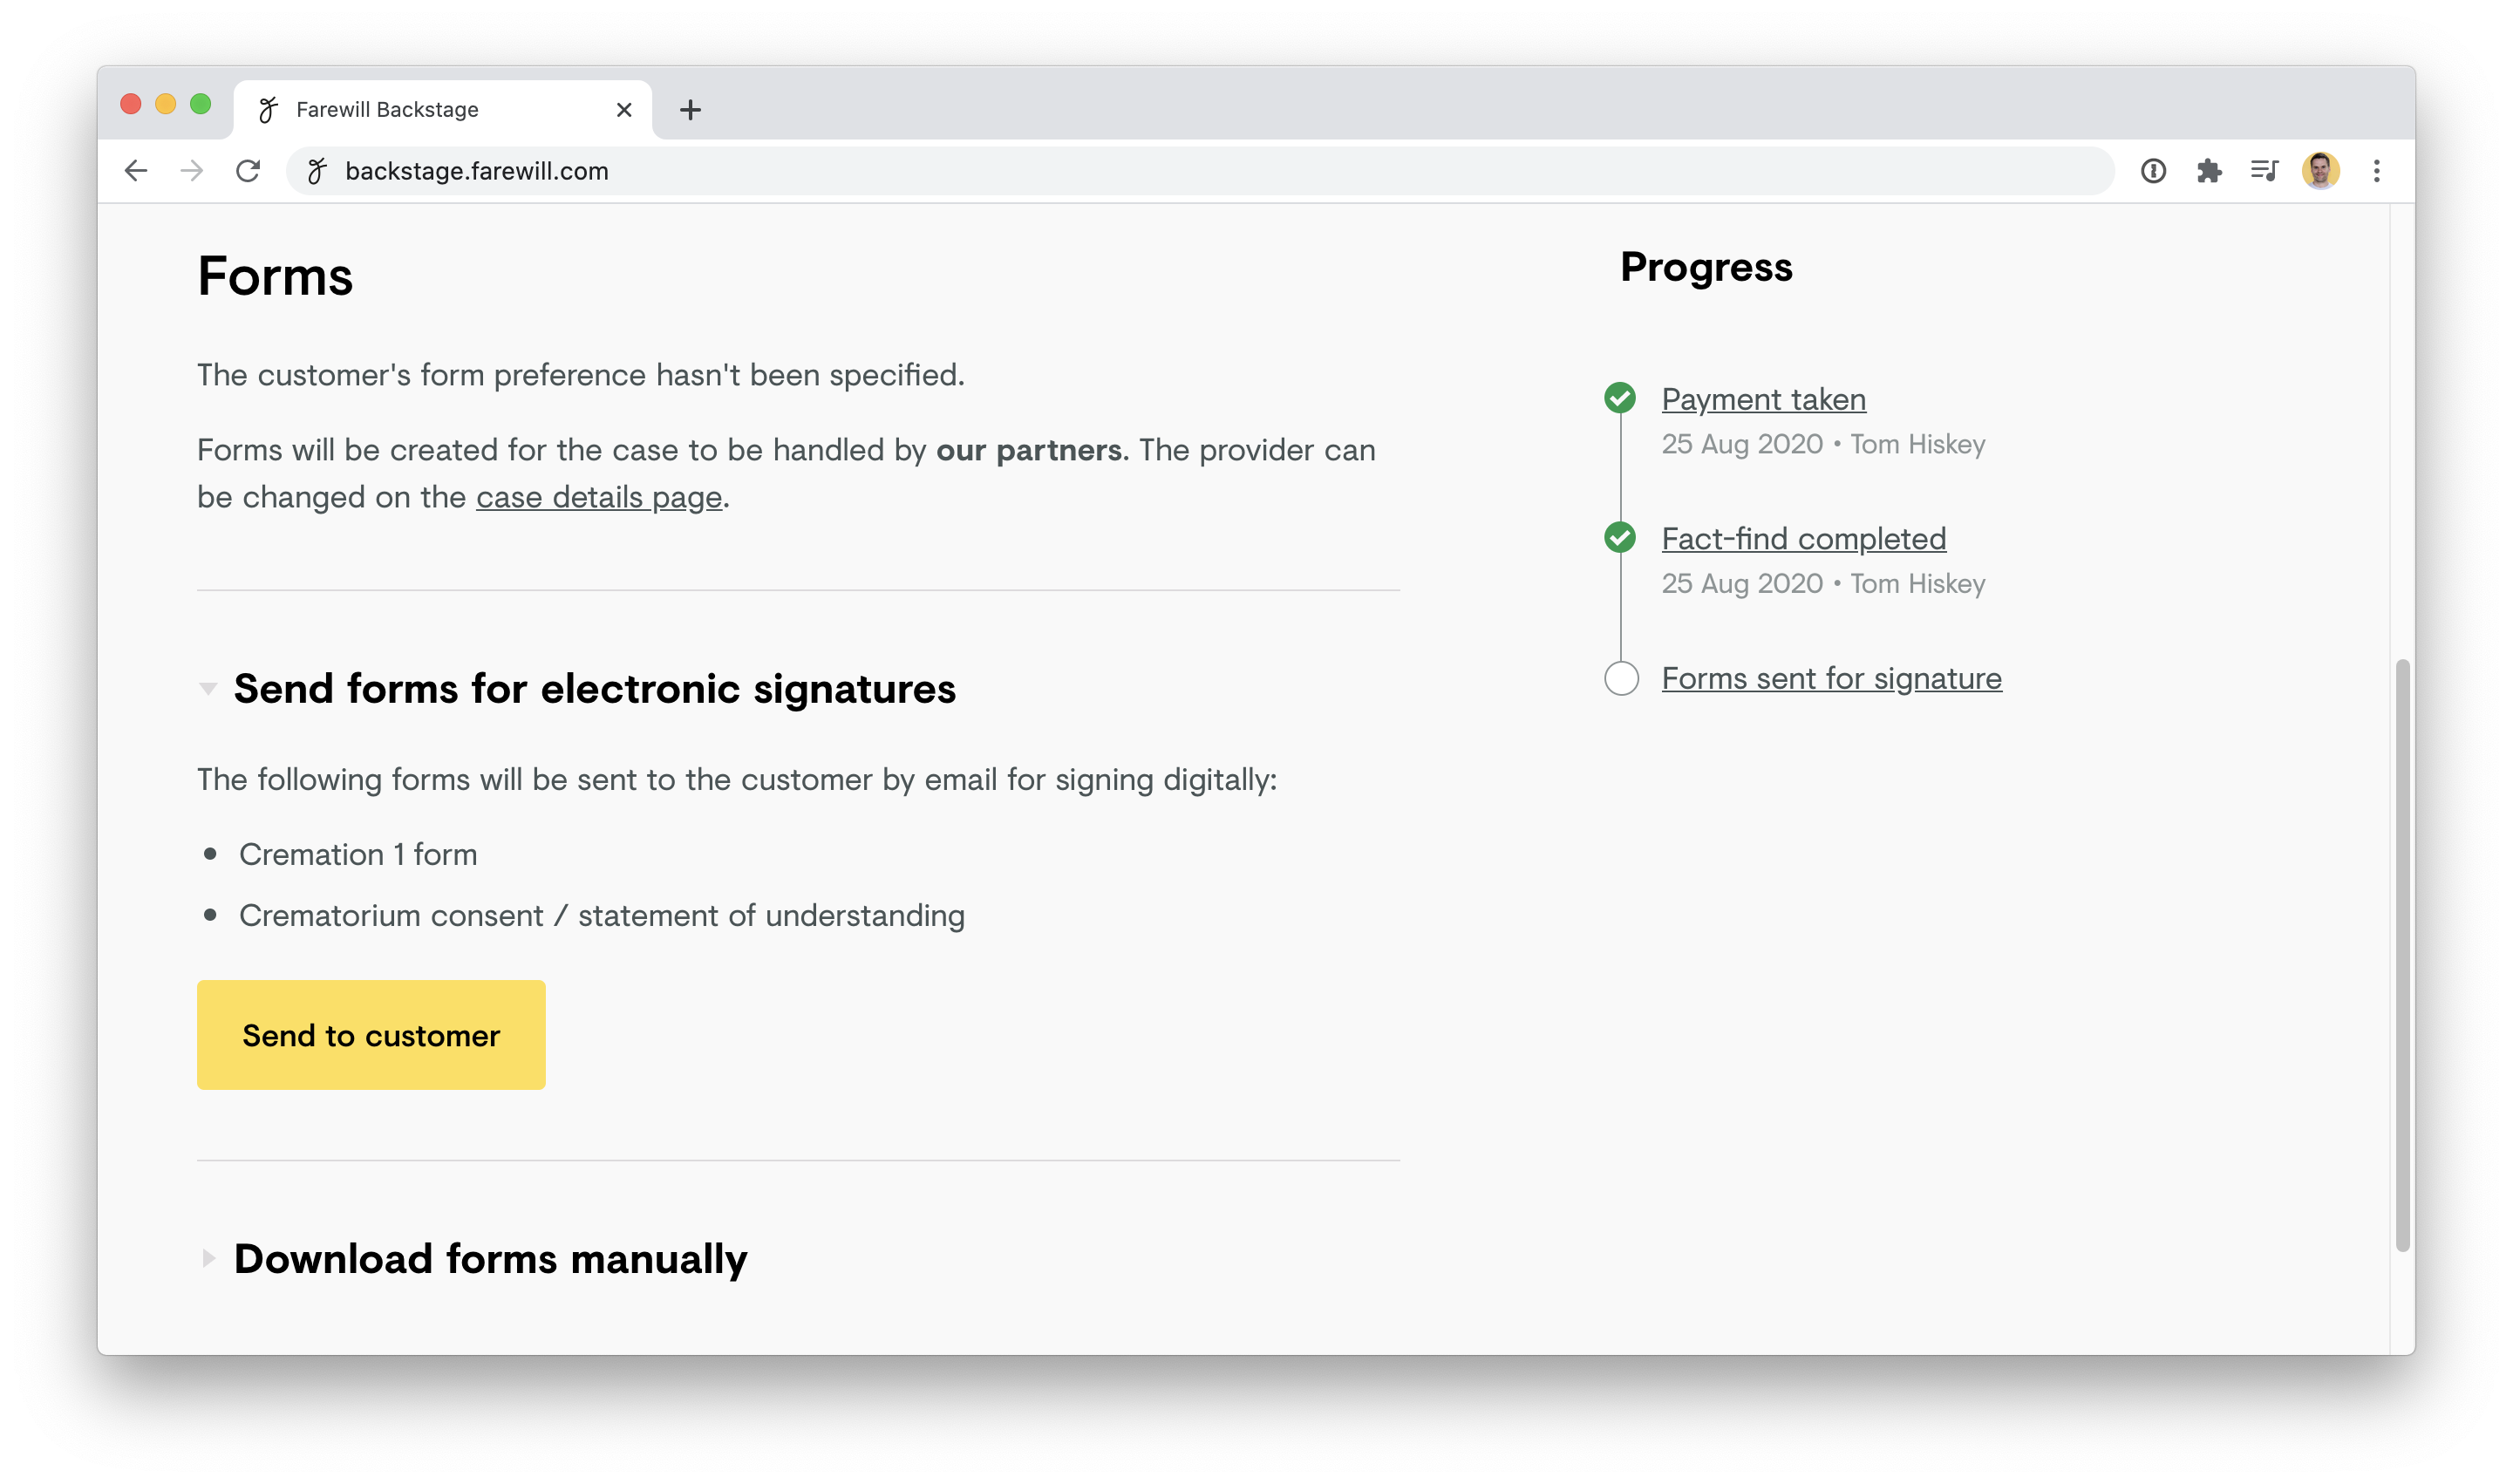 Farewill Backstage
backstage.farewill.com
Forms
The customer's form preference hasn't been specified.
Forms will be created for the case to be handled by our partners. The provider can
be changed on the case details page.
Send forms for electronic signatures
The following forms will be sent to the customer by email for signing digitally:
• Cremation 1 form
• Crematorium consent / statement of understanding
Send to customer
Download forms manually
Progress
Payment taken
25 Aug 2020 • Tom Hiskey
Fact-find completed
25 Aug 2020 • Tom Hiskey
Forms sent for signature